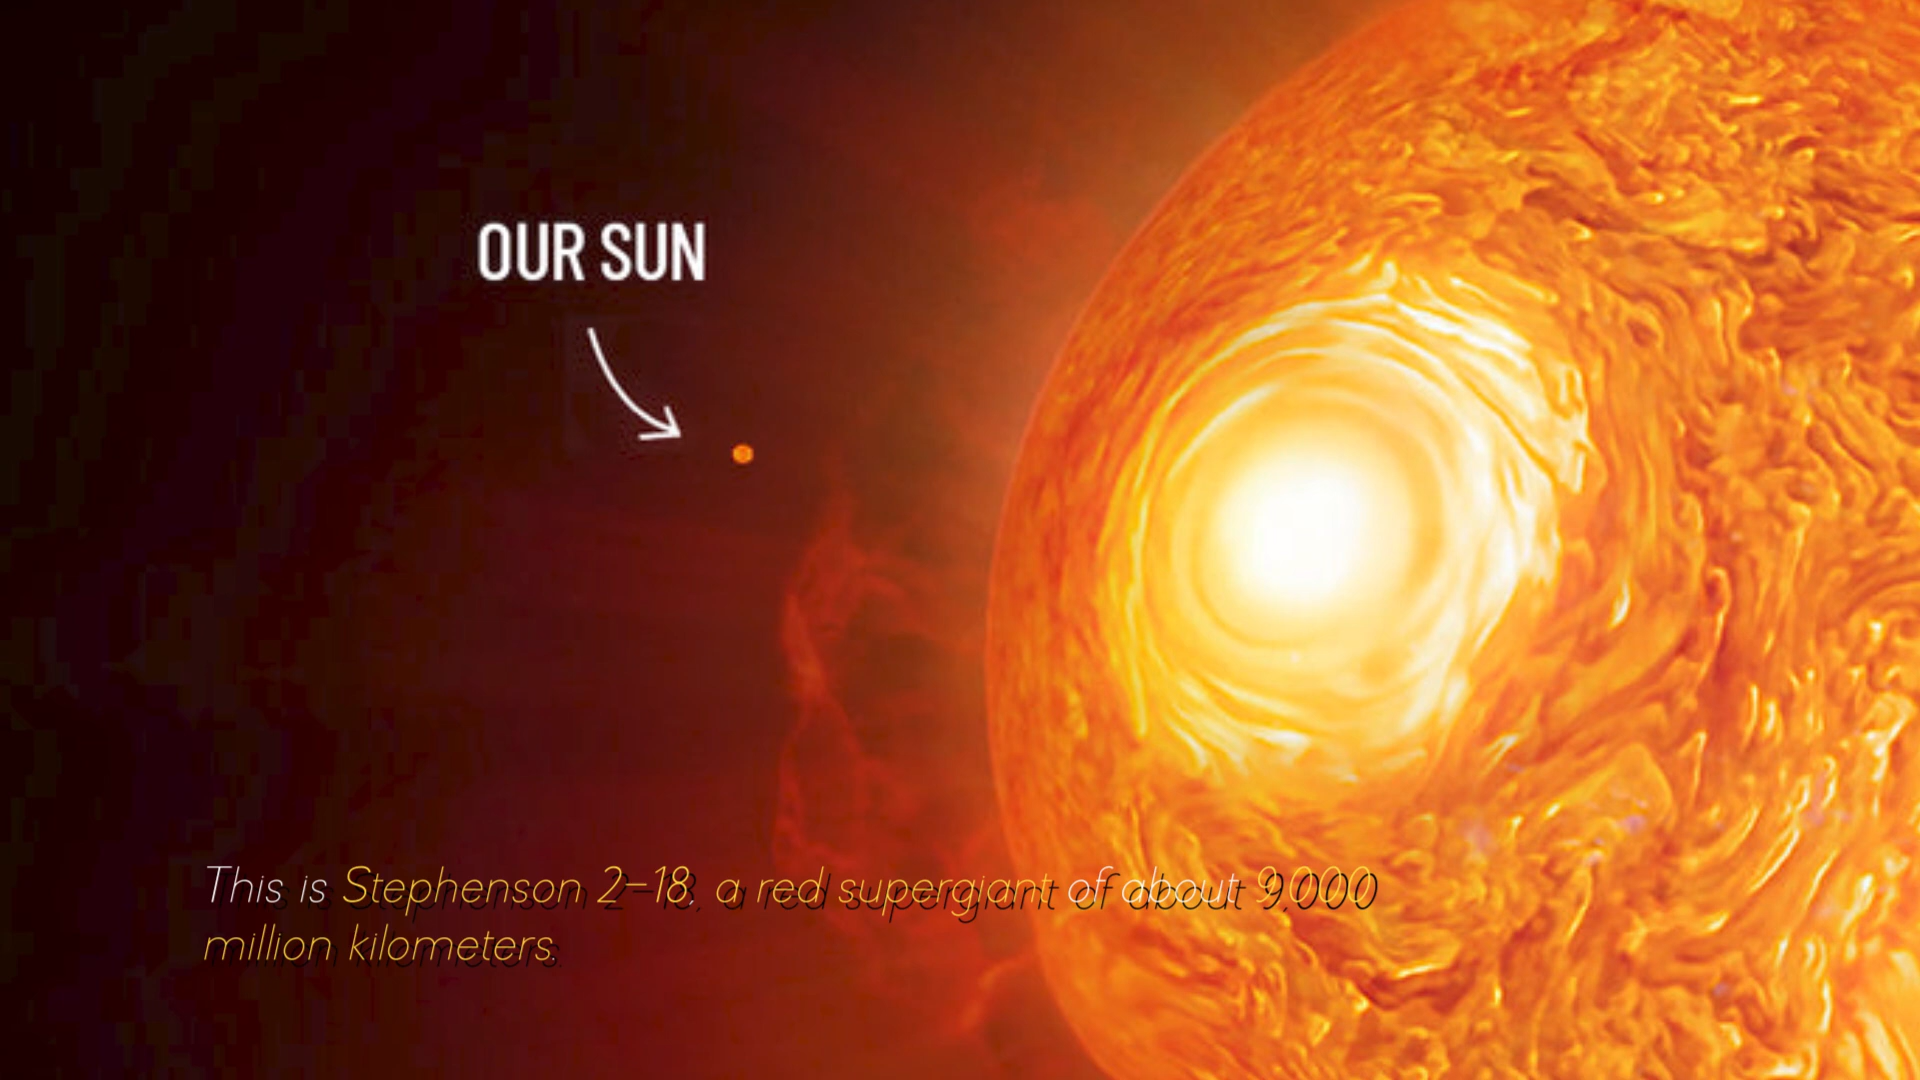 OUR SUN
This is Stephenson 2-18, a red supergiant of about 9,000
million kilometers.